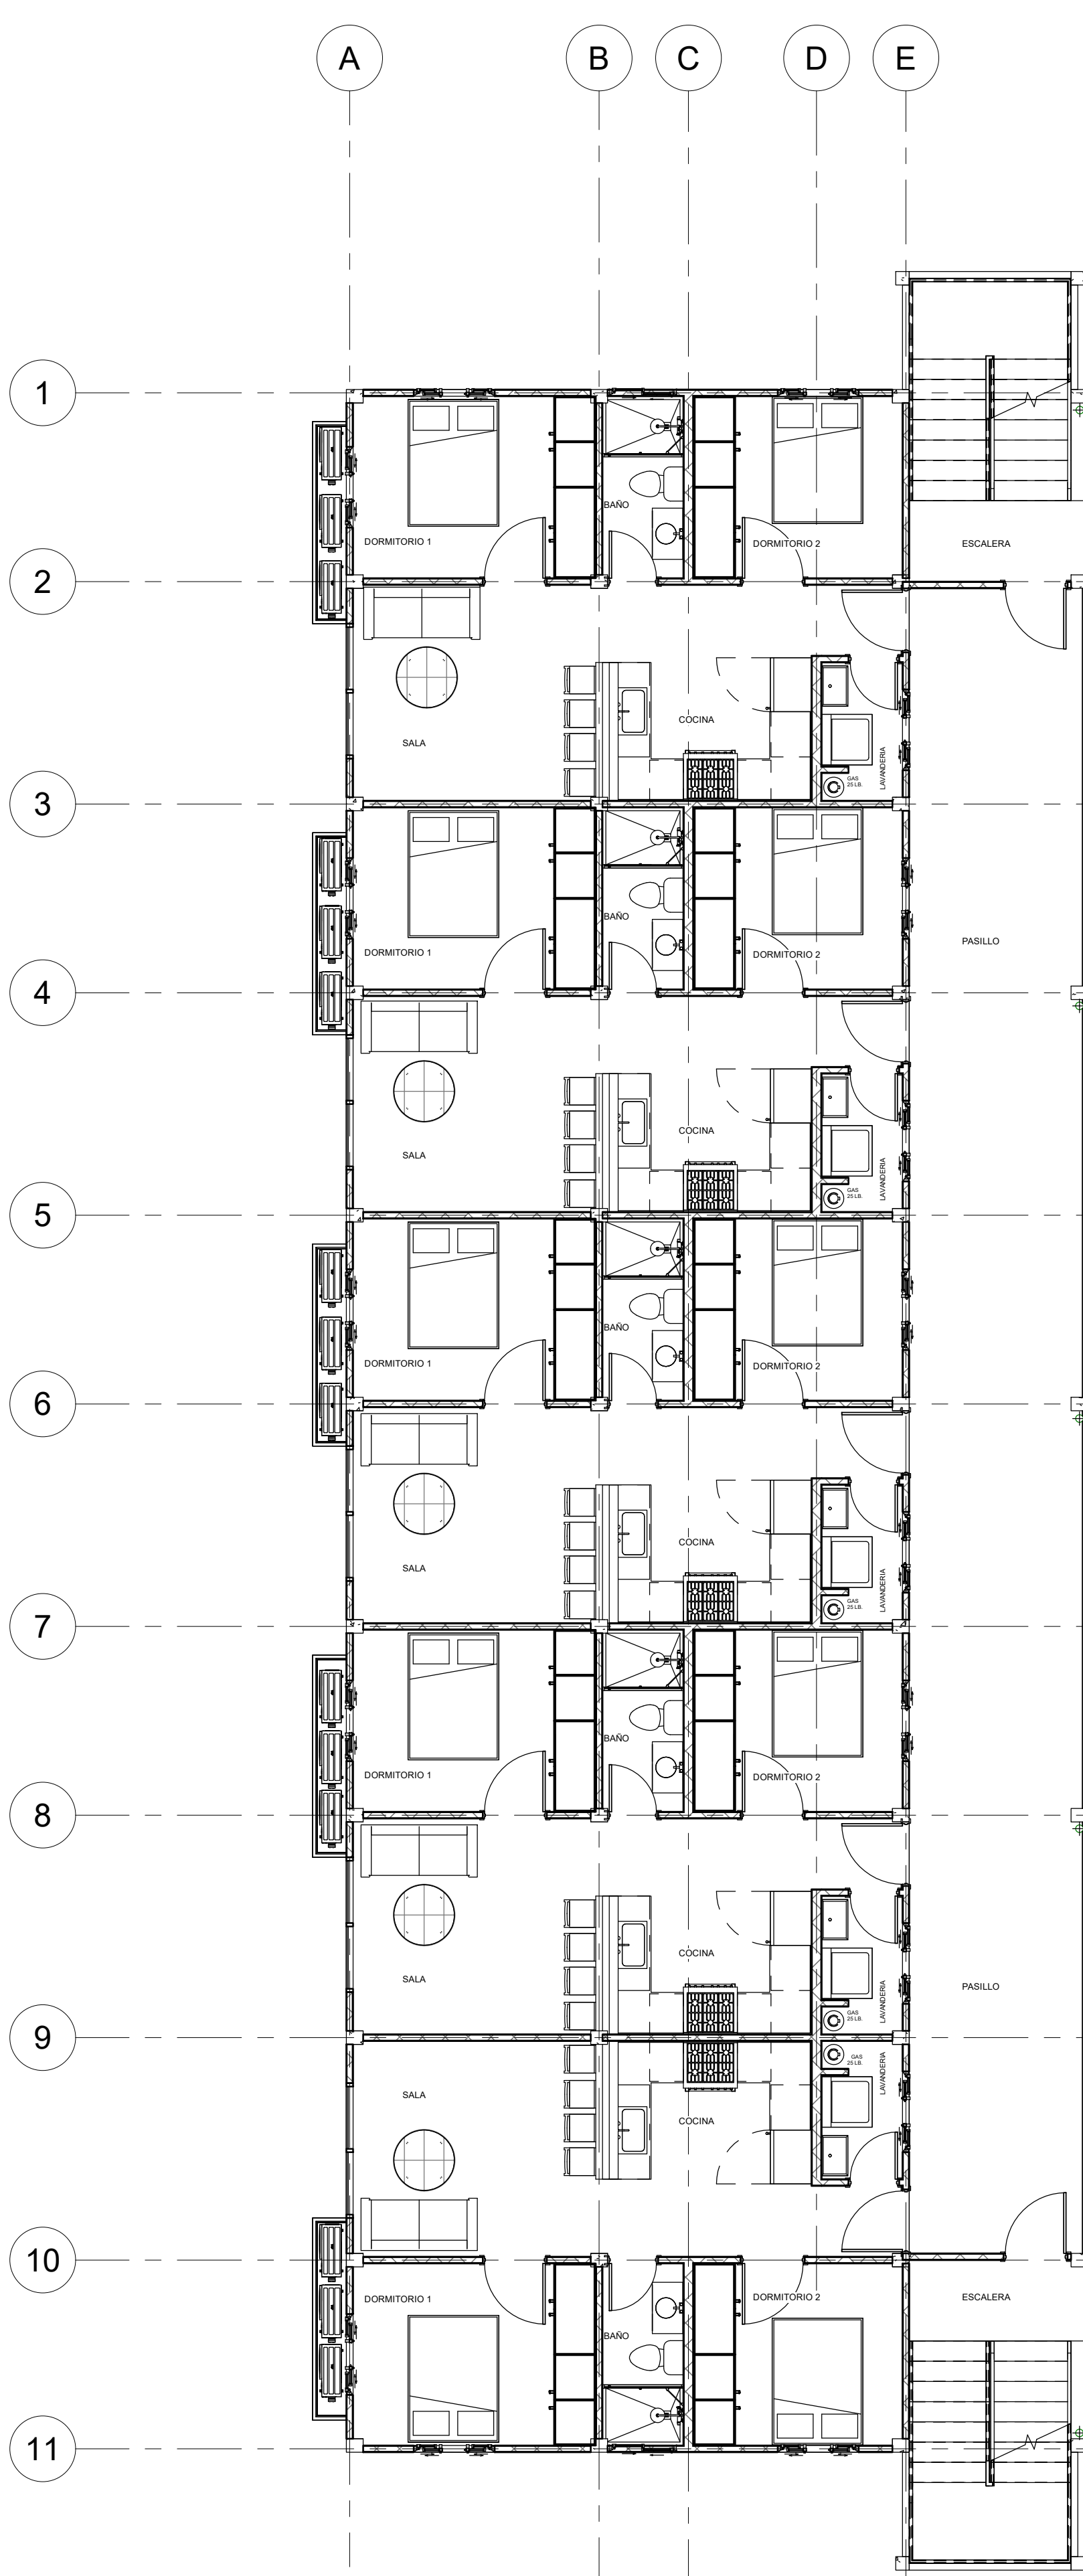 A
B
C
D
E
1
DORMITORIO 1
BAÑO
DORMITORIO 2
ESCALERA
2
SALA
COCINA
GAS
25 LB.
LAVANDERIA
3
DORMITORIO 1
BAÑO
DORMITORIO 2
PASILLO
4
SALA
COCINA
GAS
25 LB.
LAVANDERIA
5
DORMITORIO 1
BAÑO
DORMITORIO 2
6
SALA
COCINA
GAS
25 LB.
LAVANDERIA
7
DORMITORIO 1
BAÑO
DORMITORIO 2
8
SALA
COCINA
GAS
25 LB.
LAVANDERIA
PASILLO
9
SALA
COCINA
GAS
25 LB.
LAVANDERIA
10
DORMITORIO 1
BAÑO
DORMITORIO 2
ESCALERA
11